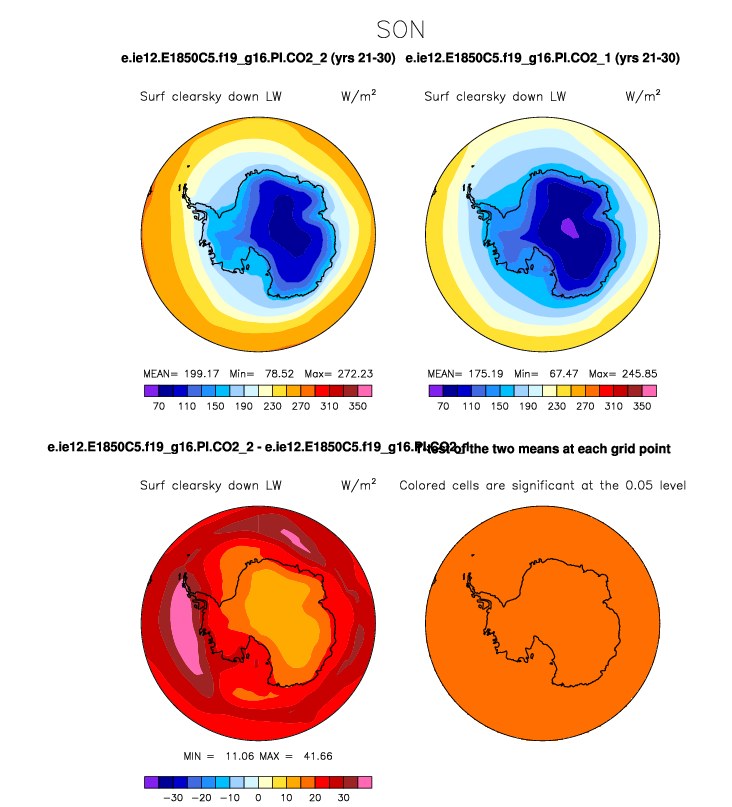 SON
e.ie12.E1850C5.f19_g16.PI.CO2_2 (yrs 21-30) e.ie12.E1850C5.f19_g16.PI.CO2_1 (yrs 21-30)
Surf clearsky down LW W/m² Surf clearsky down LW W/m²
MEAN= 199.17 Min= 78.52 Max= 272.23 MEAN= 175.19 Min= 67.47 Max= 245.85
70 110 150 190 230 270 310 350 70 110 150 190 230 270 310 350
e.ie12.E1850C5.f19_g16.PI.CO2_2 - e.ie12.E1850C5.f19_g16.PI.CO2_1 T-test of the two means at each grid point
Surf clearsky down LW W/m² Colored cells are significant at the 0.05 level
MIN = 11.06 MAX = 41.66
-30 -20 -10 0 10 20 30